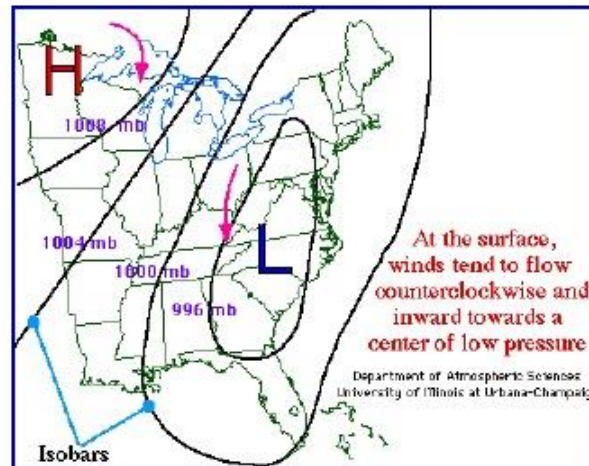 H
1008 mb
1004 mb
1000 mb
L
996 mb
At the surface,
winds tend to flow
counterclockwise and
inward towards a
center of low pressure
Department of Atmospheric Sciences
University of Illinois at Urbana-Champaig
Isobars